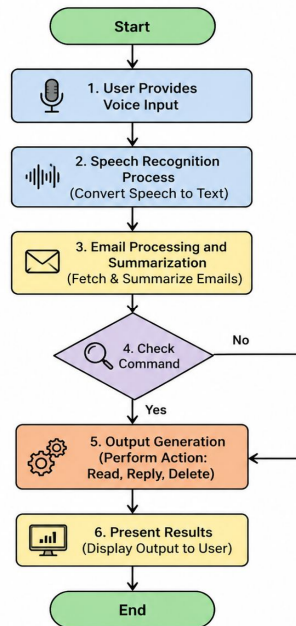 Start
1. User Provides
Voice Input
2. Speech Recognition
Process
(Convert Speech to Text)
3. Email Processing and
Summarization
(Fetch & Summarize Emails)
4. Check
Command
No
Yes
5. Output Generation
(Perform Action:
Read, Reply, Delete)
6. Present Results
(Display Output to User)
End